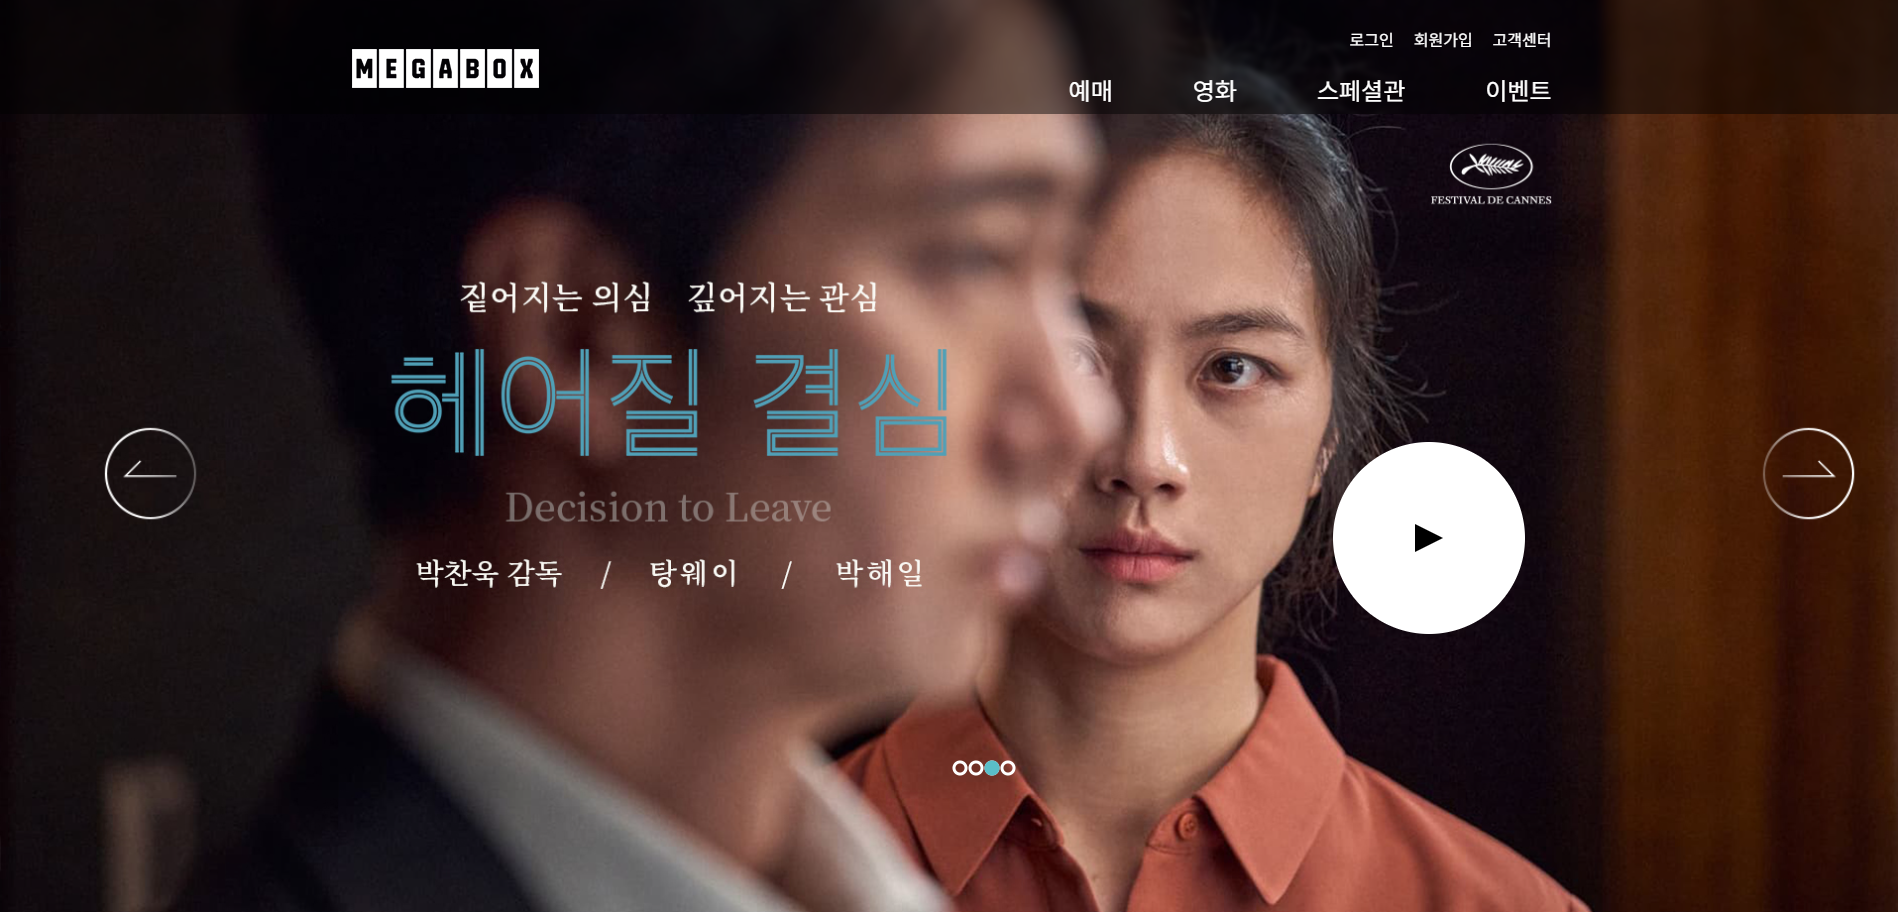 로그인 회원가입 고객센터
MEGABOX
예매 영화 스페셜관 이벤트
FESTIVAL DE CANNES
짙어지는 의심 깊어지는 관심
헤어질 결심
Decision to Leave
박찬욱 감독 / 탕웨이 / 박해일